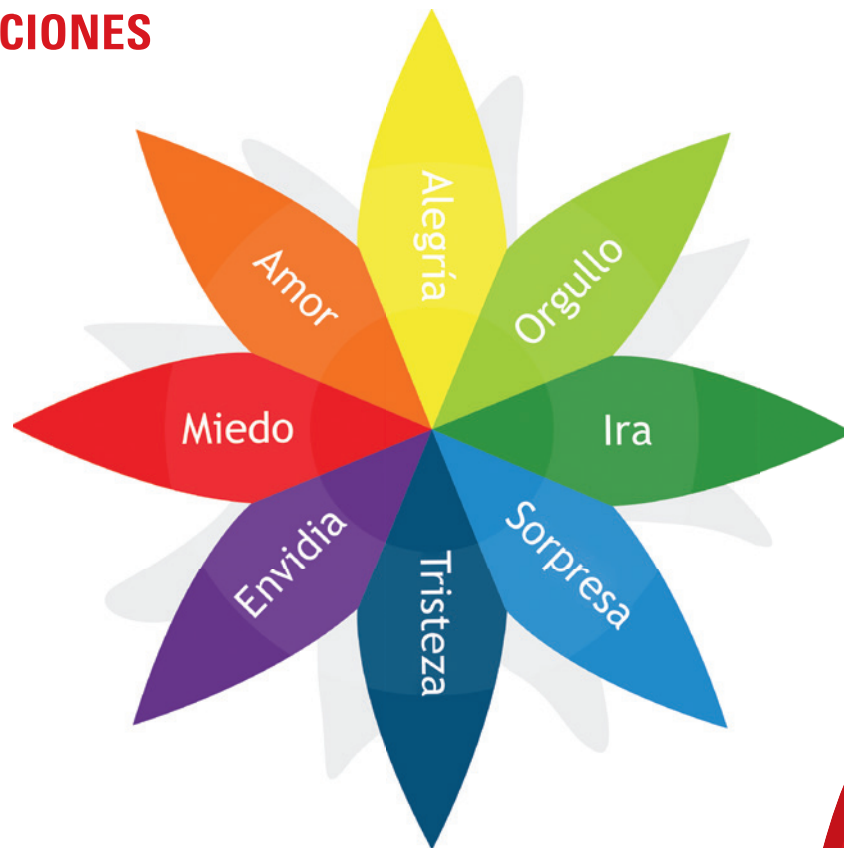 CIONES
Alegría
Orgullo
Amor
Miedo
Ira
Envidia
Sorpresa
Tristeza